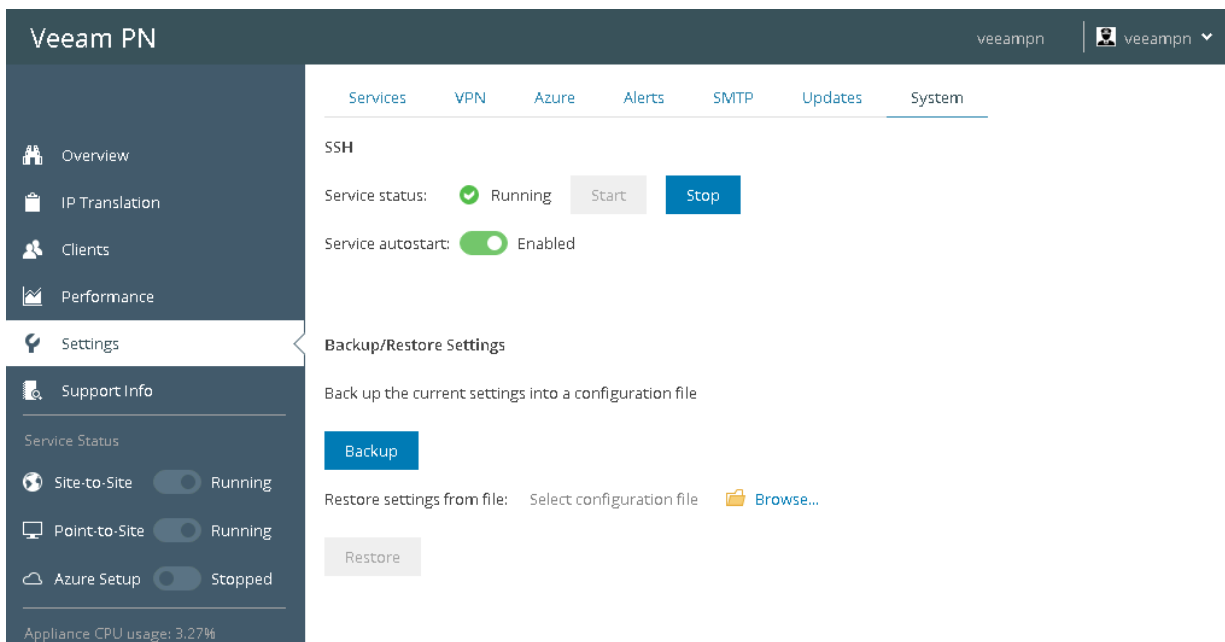 Veeam PN
veeampn
veeampn
Services VPN Azure Alerts SMTP Updates System
Overview
IP Translation
Clients
Performance
Settings
Support Info
Service Status
Site-to-Site Running
Point-to-Site Running
Azure Setup Stopped
Appliance CPU usage: 3.27%
SSH
Service status: Running Start Stop
Service autostart: Enabled
Backup/Restore Settings
Back up the current settings into a configuration file
Backup
Restore settings from file: Select configuration file Browse...
Restore